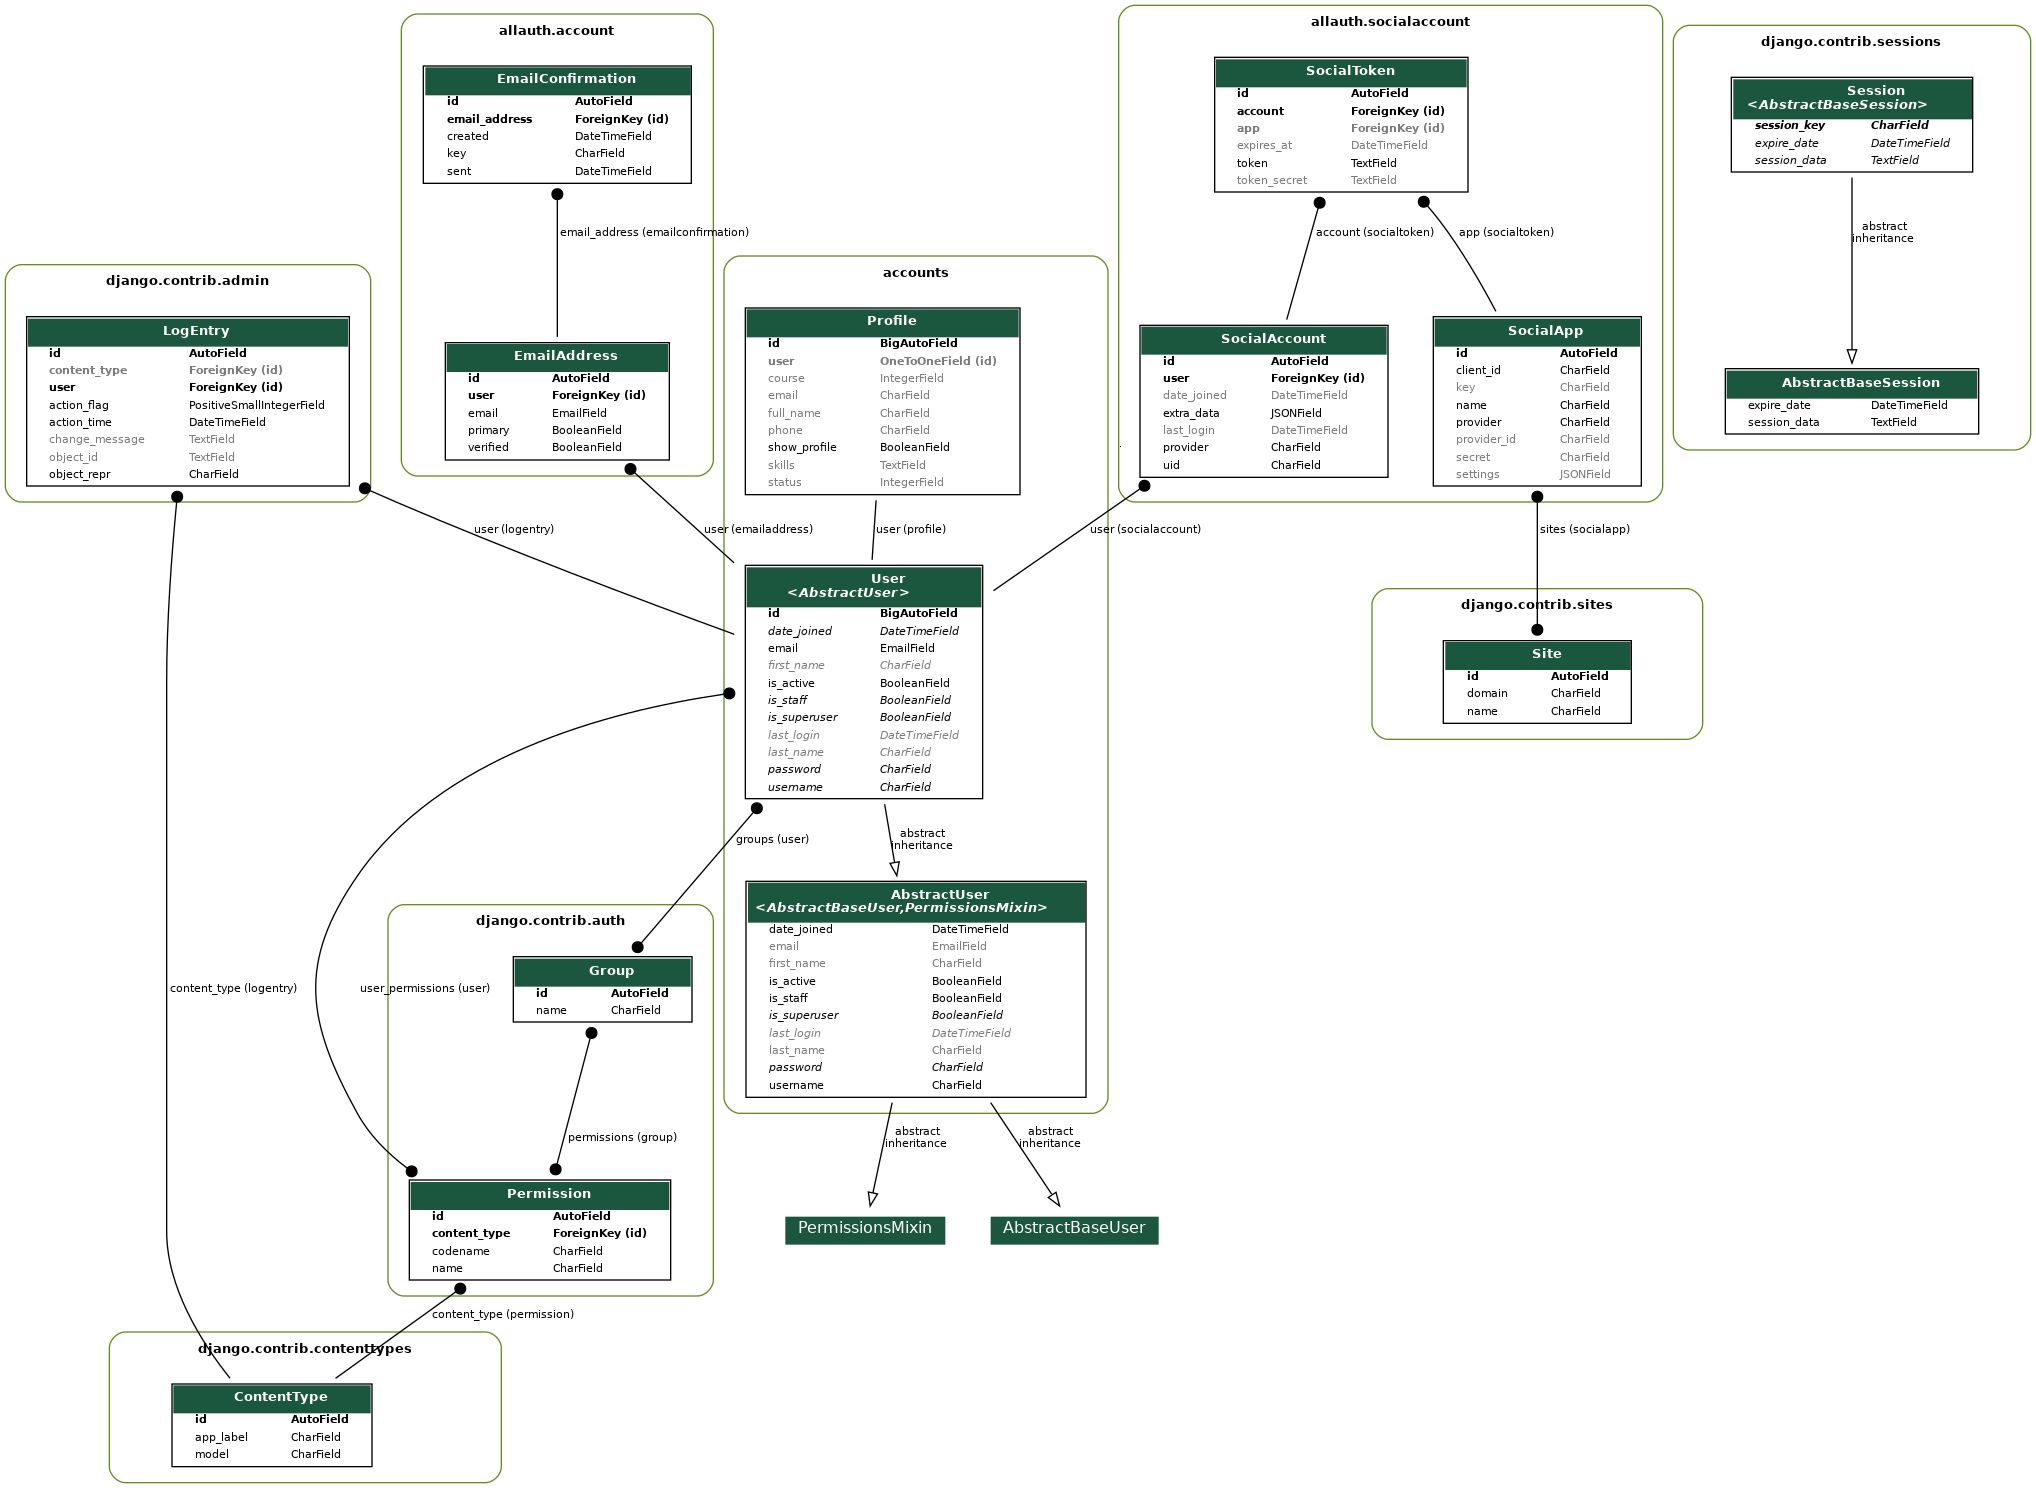 allauth.account
EmailConfirmation
id AutoField
email_address ForeignKey (id)
created DateTimeField
key CharField
sent DateTimeField
email_address (emailconfirmation)
EmailAddress
id AutoField
user ForeignKey (id)
email EmailField
primary BooleanField
verified BooleanField
user (emailaddress)
allauth.socialaccount
SocialToken
id AutoField
account ForeignKey (id)
app ForeignKey (id)
expires_at DateTimeField
token TextField
token_secret TextField
account (socialtoken)
app (socialtoken)
SocialAccount
id AutoField
user ForeignKey (id)
date_joined DateTimeField
extra_data JSONField
last_login DateTimeField
provider CharField
uid CharField
user (socialaccount)
SocialApp
id AutoField
client_id CharField
key CharField
name CharField
provider CharField
provider_id CharField
secret CharField
settings JSONField
sites (socialapp)
django.contrib.sessions
Session
<AbstractBaseSession>
session_key CharField
expire_date DateTimeField
session_data TextField
abstract
inheritance
AbstractBaseSession
expire_date DateTimeField
session_data TextField
django.contrib.admin
LogEntry
id AutoField
content_type ForeignKey (id)
user ForeignKey (id)
action_flag PositiveSmallIntegerField
action_time DateTimeField
change_message TextField
object_id TextField
object_repr CharField
user (logentry)
content_type (logentry)
accounts
Profile
id BigAutoField
user OneToOneField (id)
course IntegerField
email CharField
full_name CharField
phone CharField
show_profile BooleanField
skills TextField
status IntegerField
user (profile)
User
<AbstractUser>
id BigAutoField
date_joined DateTimeField
email EmailField
first_name CharField
is_active BooleanField
is_staff BooleanField
is_superuser BooleanField
last_login DateTimeField
last_name CharField
password CharField
username CharField
groups (user)
abstract
inheritance
user_permissions (user)
AbstractUser
<AbstractBaseUser,PermissionsMixin>
date_joined DateTimeField
email EmailField
first_name CharField
is_active BooleanField
is_staff BooleanField
is_superuser BooleanField
last_login DateTimeField
last_name CharField
password CharField
username CharField
abstract
inheritance
abstract
inheritance
PermissionsMixin
AbstractBaseUser
django.contrib.sites
Site
id AutoField
domain CharField
name CharField
django.contrib.auth
Group
id AutoField
name CharField
permissions (group)
Permission
id AutoField
content_type ForeignKey (id)
codename CharField
name CharField
content_type (permission)
django.contrib.contenttypes
ContentType
id AutoField
app_label CharField
model CharField